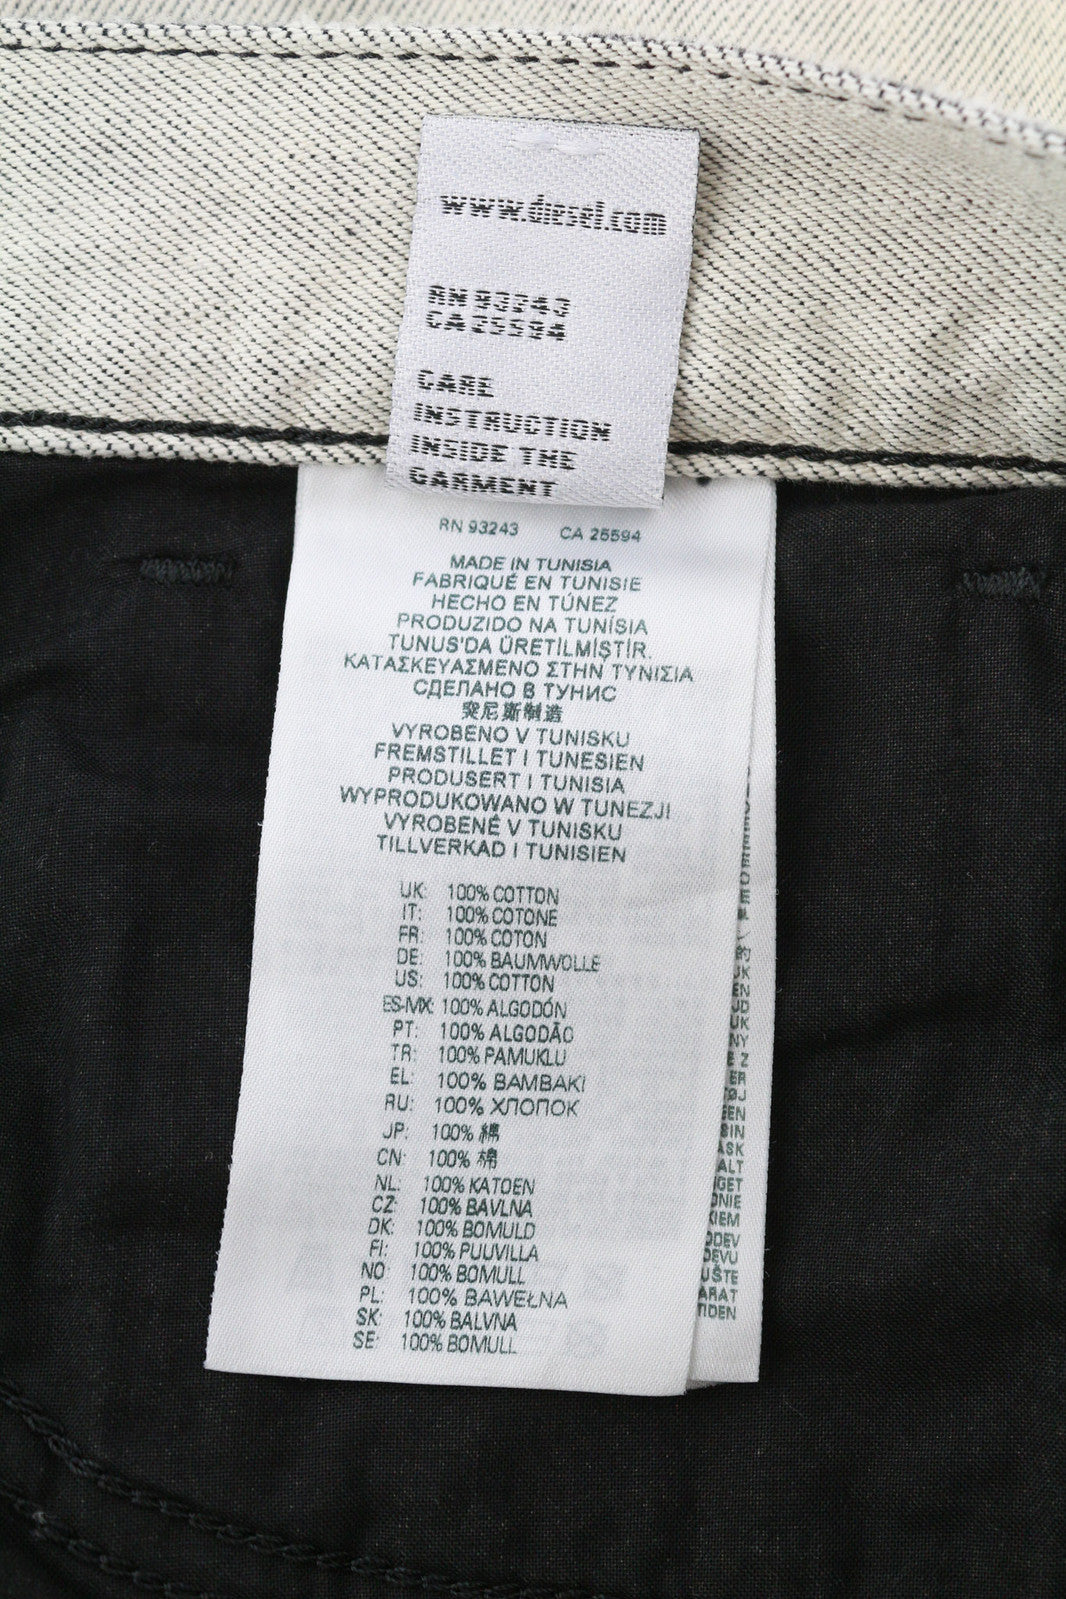 www.diesel.com
RN 93243
CA 25594
CARE
INSTRUCTION
INSIDE THE
GARMENT
RN 93243 CA 25594
MADE IN TUNISIA
FABRIQUÉ EN TUNISIE
HECHO EN TÚNEZ
PRODUZIDO NA TUNÍSIA
TUNUS'DA ÜRETİLMİŞTİR.
ΚΑΤΑΣΚΕΥΑΣΜΕΝΟ ΣΤΗΝ ΤΥΝΙΣΙΑ
СДЕЛАНО В ТУНИС
突尼斯制造
VYROBENO V TUNISKU
FREMSTILLET I TUNESIEN
PRODUSERT I TUNISIA
WYPRODUKOWANO W TUNEZJI
VYROBENÉ V TUNISKU
TILLVERKAD I TUNISIEN
UK: 100% COTTON
IT: 100% COTONE
FR: 100% COTON
DE: 100% BAUMWOLLE
US: 100% COTTON
ES-MX: 100% ALGODÓN
PT: 100% ALGODÃO
TR: 100% PAMUKLU
EL: 100% BAMBAKI
RU: 100% ХЛОПОК
JP: 100% 綿
CN: 100% 棉
NL: 100% KATOEN
CZ: 100% BAVLNA
DK: 100% BOMULD
FI: 100% PUUVILLA
NO 100% BOMULL
PL: 100% BAWEŁNA
SK: 100% BALVNA
SE: 100% BOMULL